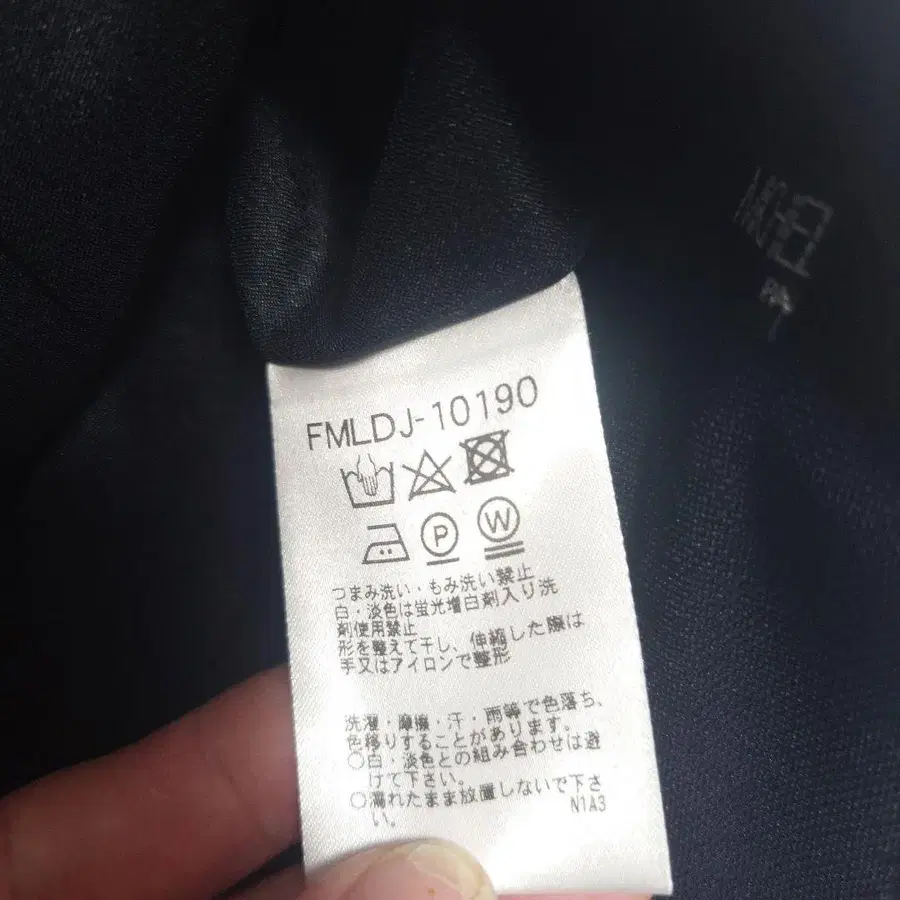 FMLDJ-10190
P W
つまみ洗い・もみ洗い禁止
白・淡色は蛍光増白剤入り洗
剤使用禁止
形を整えて干し、伸縮した際は
手又はアイロンで整形
洗濯・摩擦・汗・雨等で色落ち、
色移りすることがあります。
○白・淡色との組み合わせは避
けて下さい。
○濡れたまま放置しないで下さ
い。
N1A3